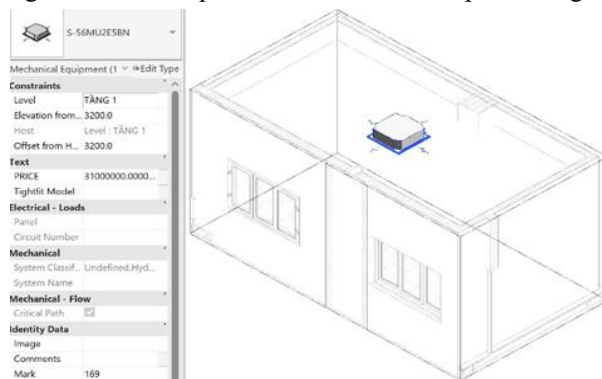 S-56MU2ESBN
Mechanical Equipment (1
Edit Type
Constraints
Level TẦNG 1
Elevation from... 3200.0
Host Level : TẦNG 1
Offset from H... 3200.0
Text
PRICE 31000000.0000...
Tightfit Model
Electrical - Loads
Panel
Circuit Number
Mechanical
System Classif... Undefined,Hyd...
System Name
Mechanical - Flow
Critical Path
Identity Data
Image
Comments
Mark 169